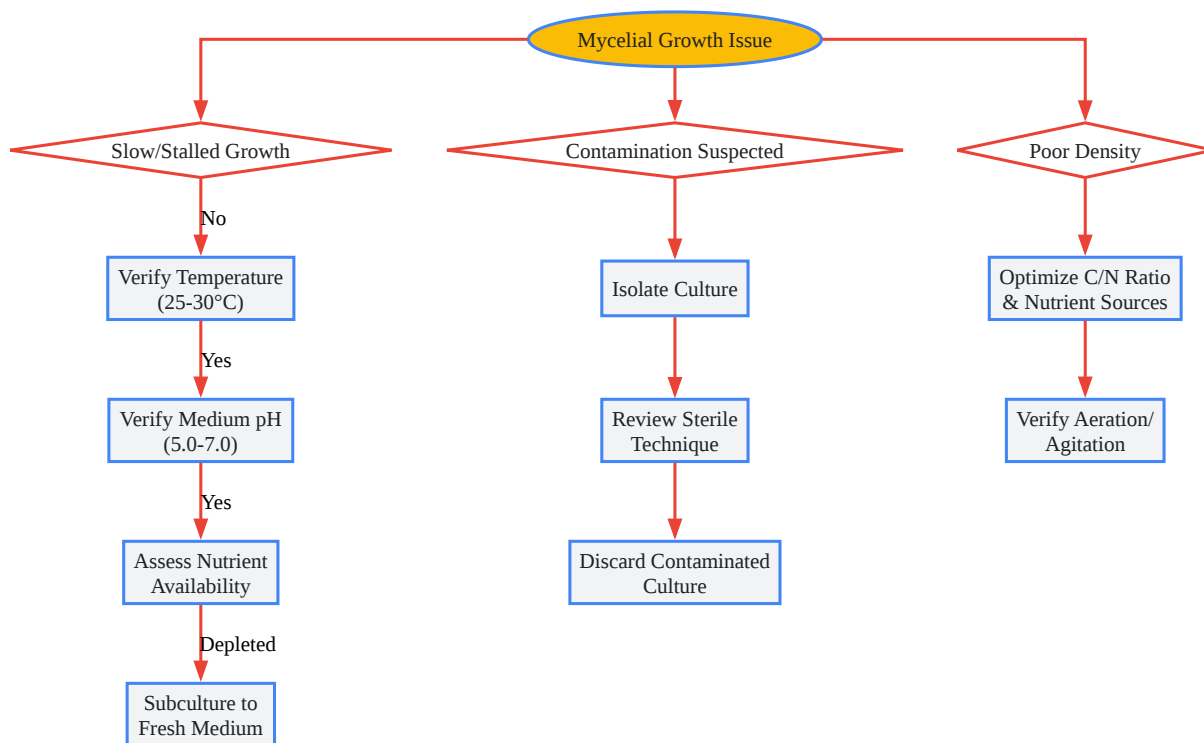 Mycelial Growth Issue
Slow/Stalled Growth
Contamination Suspected
Poor Density
No
Verify Temperature
(25-30°C)
Isolate Culture
Optimize C/N Ratio
& Nutrient Sources
Yes
Verify Medium pH
(5.0-7.0)
Review Sterile
Technique
Verify Aeration/
Agitation
Yes
Assess Nutrient
Availability
Discard Contaminated
Culture
Depleted
Subculture to
Fresh Medium